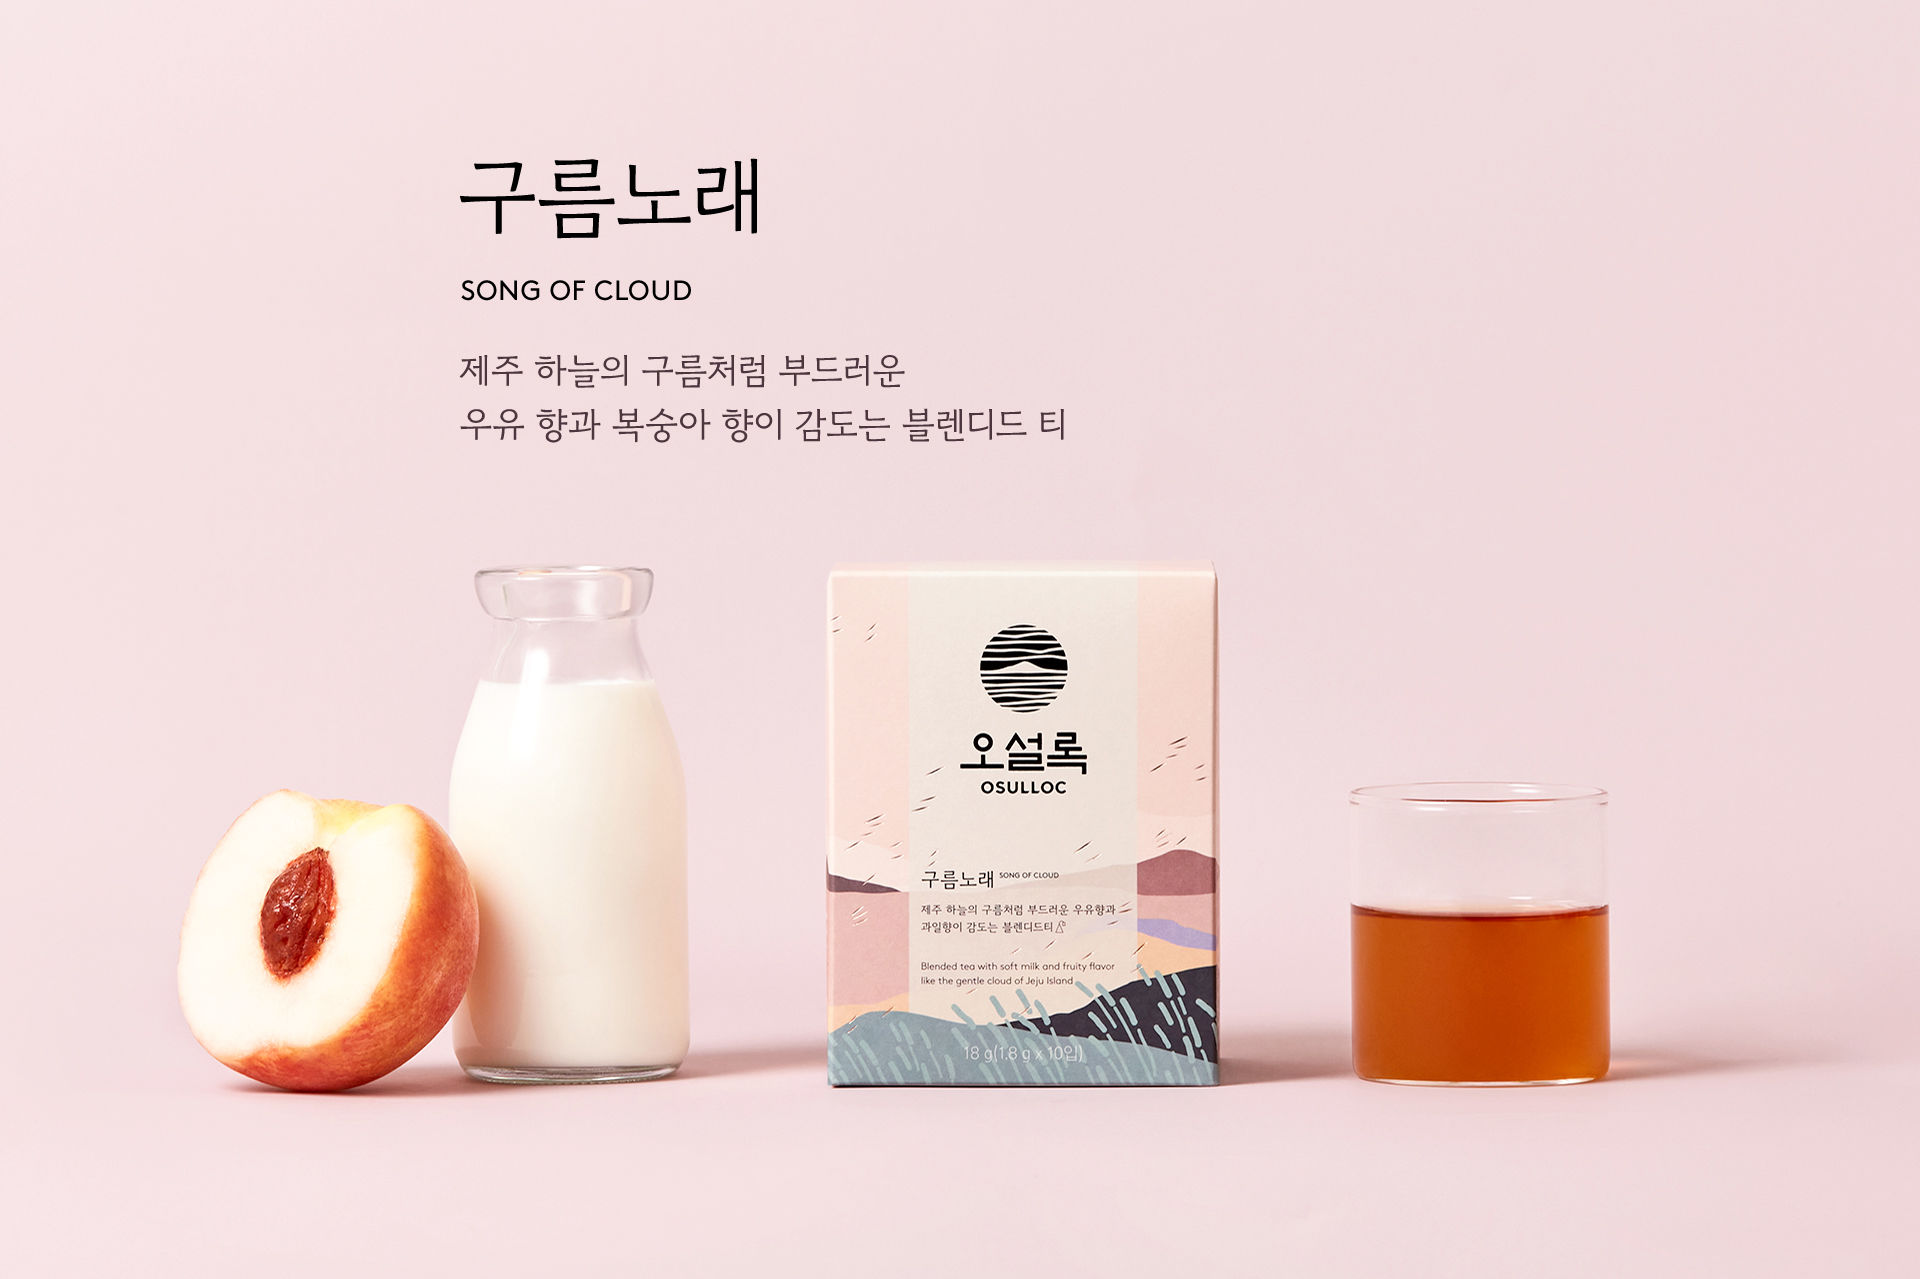 구름노래
SONG OF CLOUD
제주 하늘의 구름처럼 부드러운
우유 향과 복숭아 향이 감도는 블렌디드 티
오설록
OSULLOC
구름노래 SONG OF CLOUD
제주 하늘의 구름처럼 부드러운 우유향과
과일향이 감도는 블렌디드티
Blended tea with soft milk and fruity flavor
like the gentle cloud of Jeju Island
18 g(1.8 g x 10입)